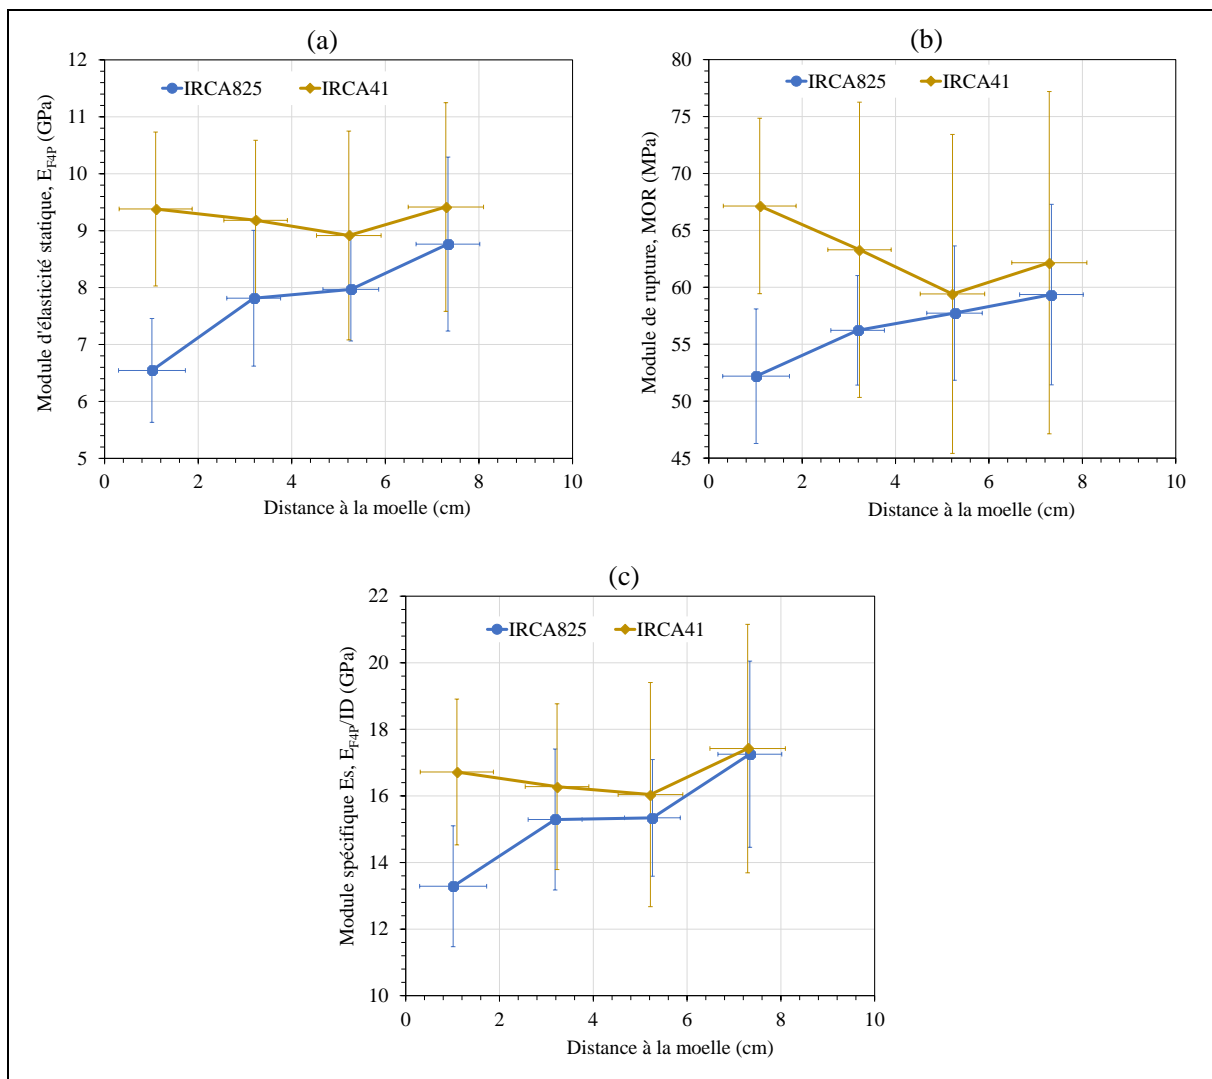 (a)
IRCA825 IRCA41
Module d'élasticité statique, E_F4P (GPa)
12
11
10
9
8
7
6
5
0 2 4 6 8 10
Distance à la moelle (cm)
(b)
IRCA825 IRCA41
Module de rupture, MOR (MPa)
80
75
70
65
60
55
50
45
0 2 4 6 8 10
Distance à la moelle (cm)
(c)
IRCA825 IRCA41
Module spécifique Es, E_F4P/ID (GPa)
22
20
18
16
14
12
10
0 2 4 6 8 10
Distance à la moelle (cm)